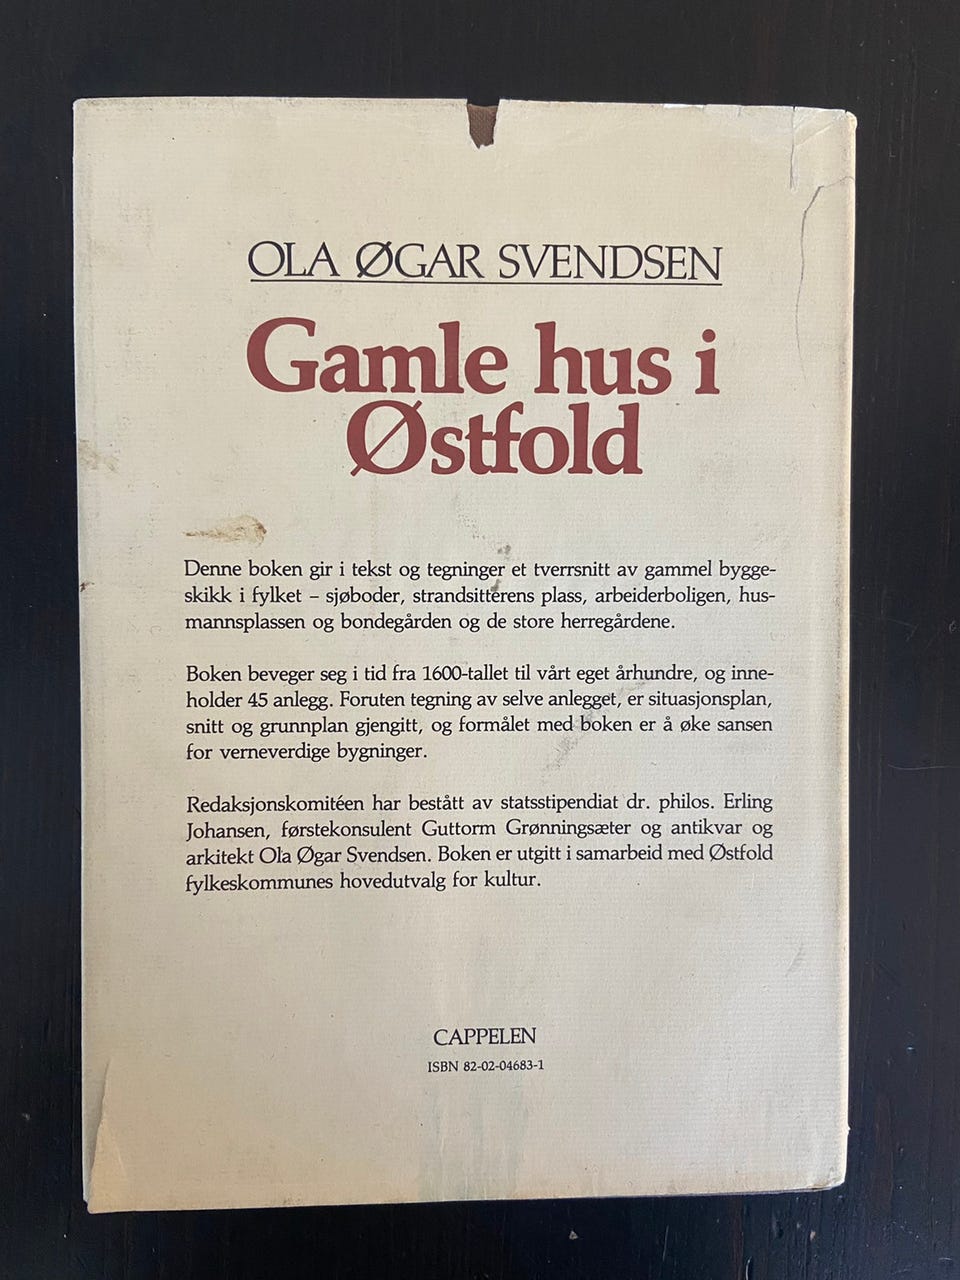 OLA ØGAR SVENDSEN
Gamle hus i
Østfold
Denne boken gir i tekst og tegninger et tverrsnitt av gammel bygge-
skikk i fylket – sjøboder, strandsitterens plass, arbeiderboligen, hus-
mannsplassen og bondegården og de store herregårdene.
Boken beveger seg i tid fra 1600-tallet til vårt eget århundre, og inne-
holder 45 anlegg. Foruten tegning av selve anlegget, er situasjonsplan,
snitt og grunnplan gjengitt, og formålet med boken er å øke sansen
for verneverdige bygninger.
Redaksjonskomitéen har bestått av statsstipendiat dr. philos. Erling
Johansen, førstekonsulent Guttorm Grønningsæter og antikvar og
arkitekt Ola Øgar Svendsen. Boken er utgitt i samarbeid med Østfold
fylkeskommunes hovedutvalg for kultur.
CAPPELEN
ISBN 82-02-04683-1